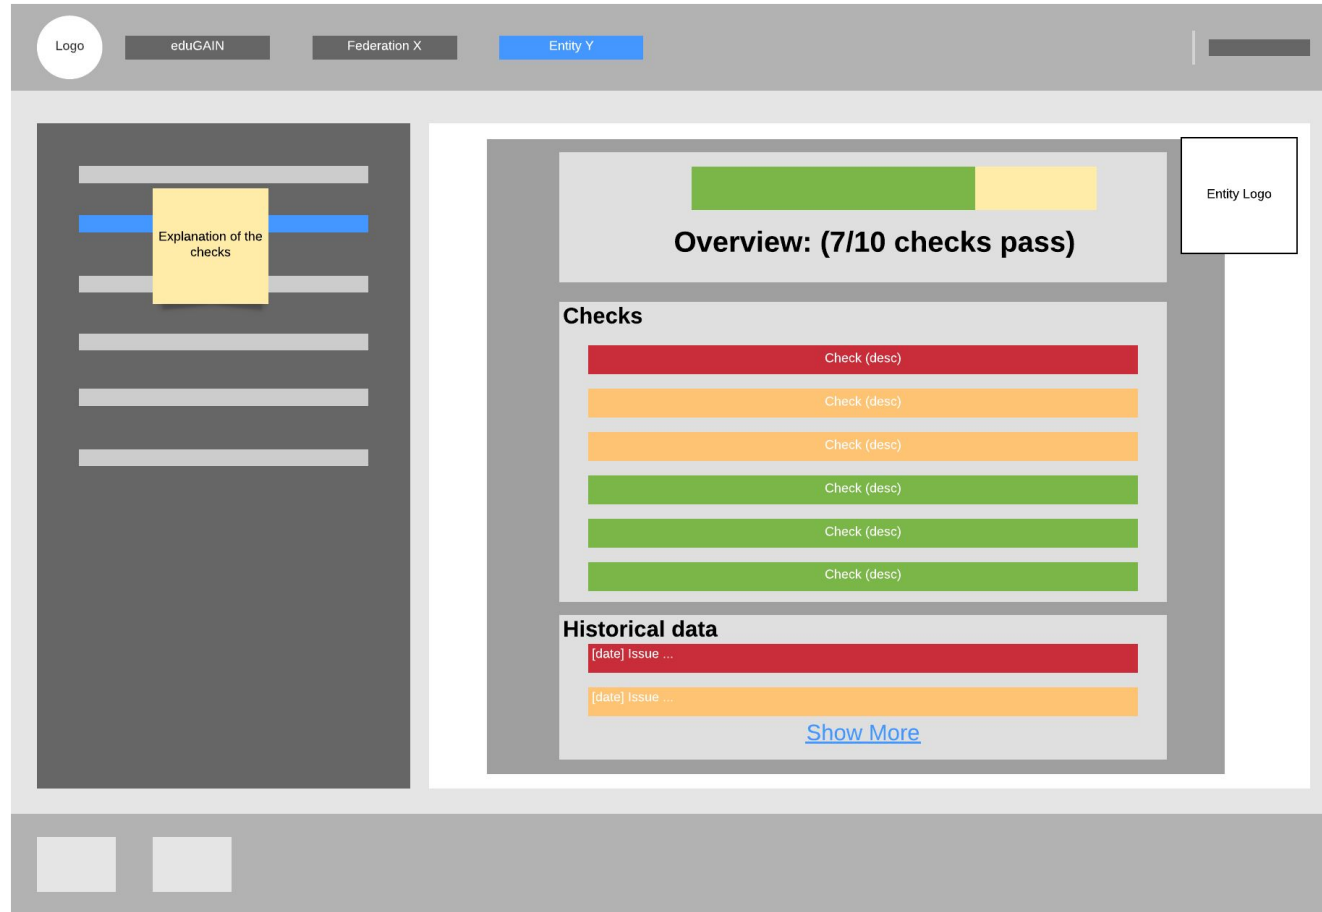 Logo
eduGAIN
Federation X
Entity Y
Explanation of the
checks
Entity Logo
Overview: (7/10 checks pass)
Checks
Check (desc)
Check (desc)
Check (desc)
Check (desc)
Check (desc)
Check (desc)
Historical data
[date] Issue ...
[date] Issue ...
Show More